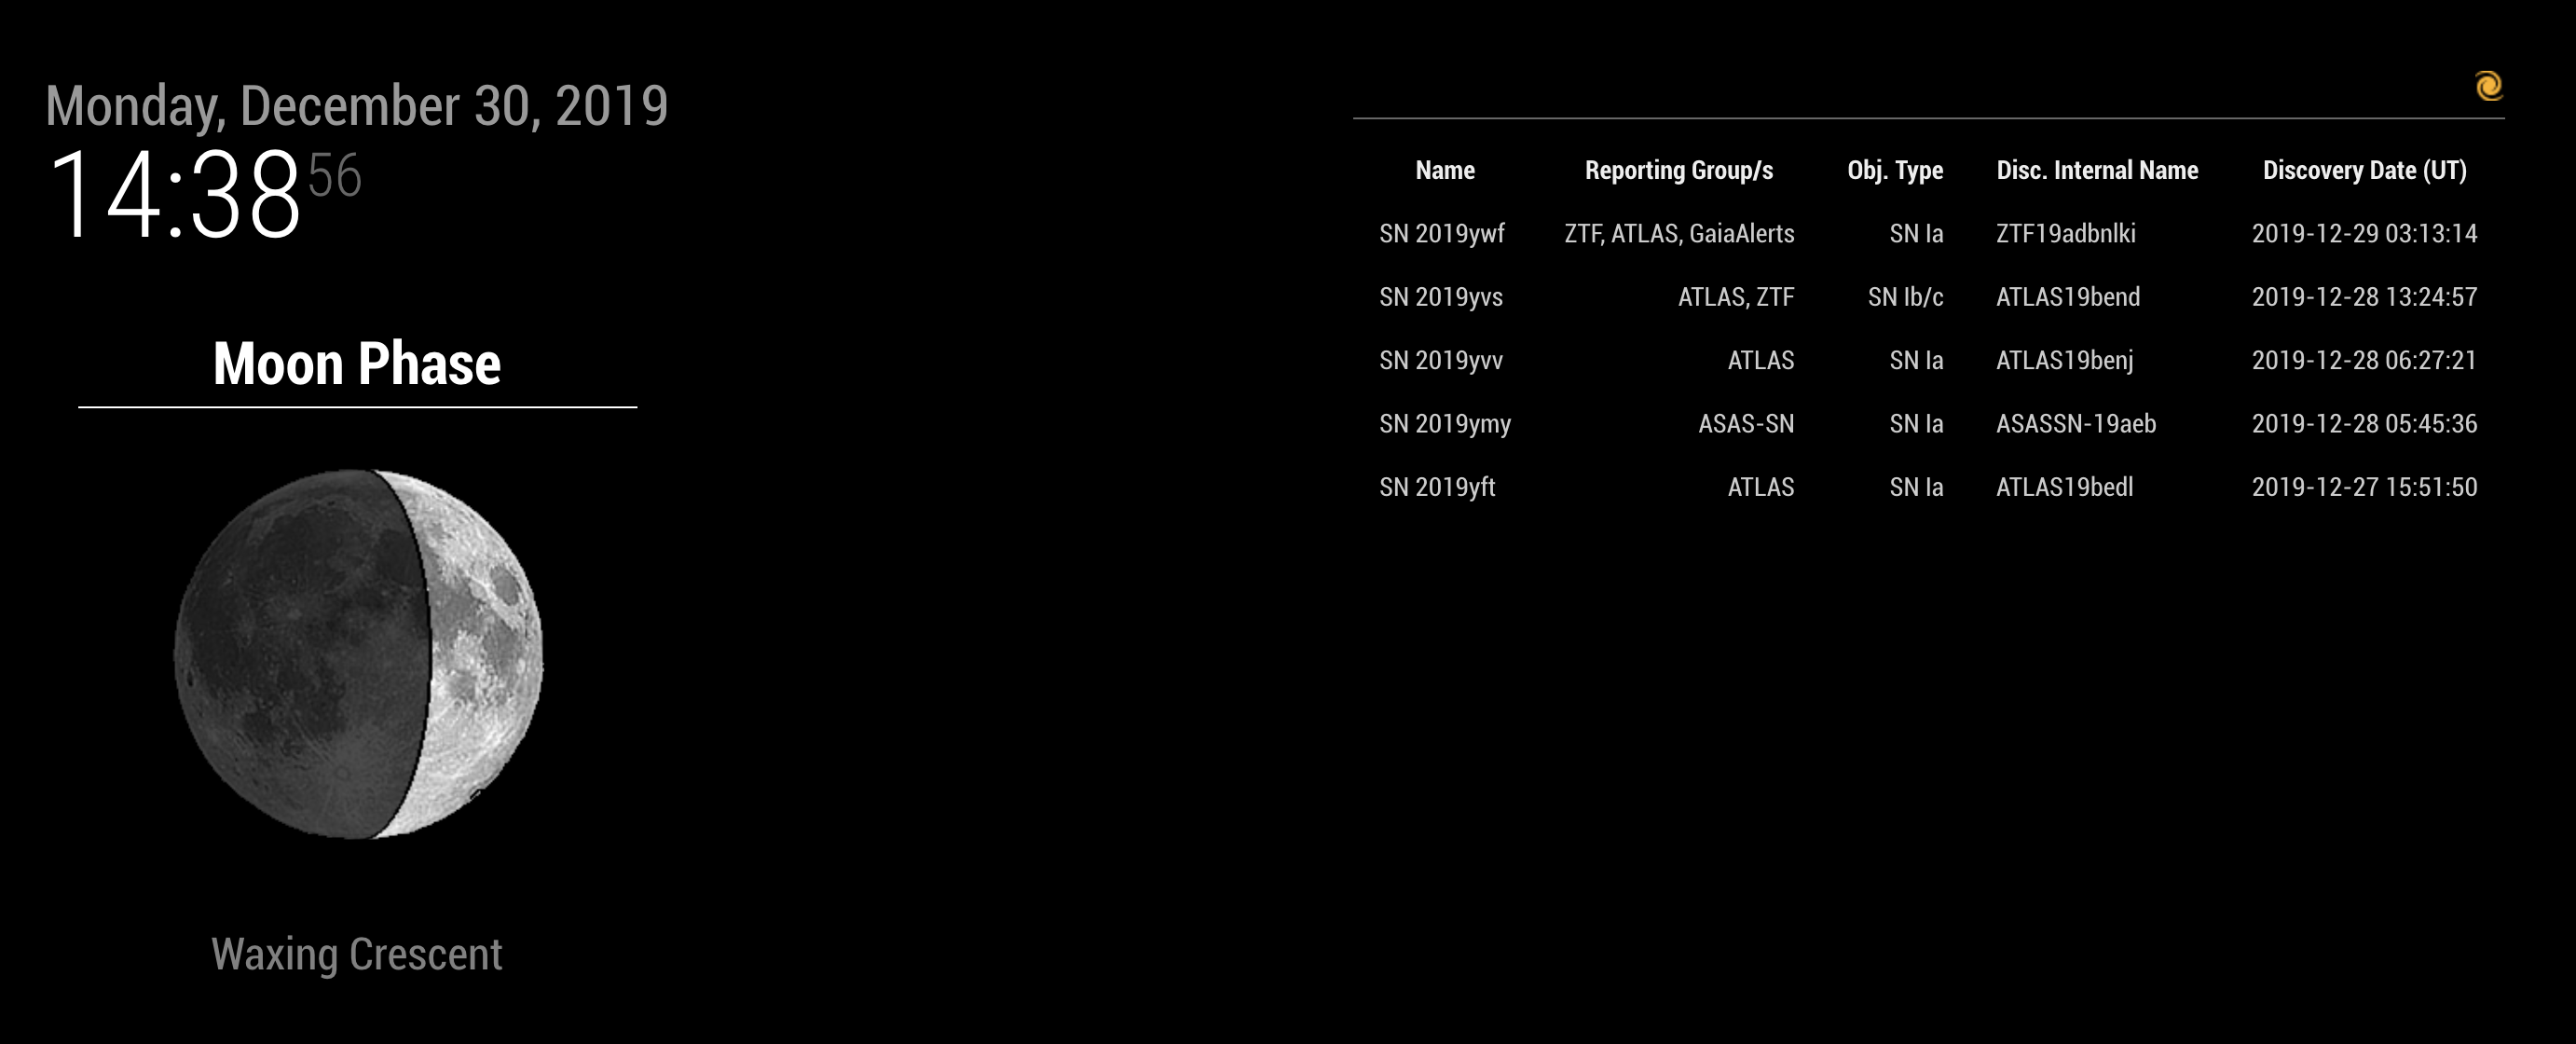 Monday, December 30, 2019
14:38 56
Moon Phase
Waxing Crescent
Name Reporting Group/s Obj. Type Disc. Internal Name Discovery Date (UT)
SN 2019ywf ZTF, ATLAS, GaiaAlerts SN Ia ZTF19adbnlki 2019-12-29 03:13:14
SN 2019yvs ATLAS, ZTF SN Ib/c ATLAS19bend 2019-12-28 13:24:57
SN 2019yvv ATLAS SN Ia ATLAS19benj 2019-12-28 06:27:21
SN 2019ymy ASAS-SN SN Ia ASASSN-19aeb 2019-12-28 05:45:36
SN 2019yft ATLAS SN Ia ATLAS19bedl 2019-12-27 15:51:50